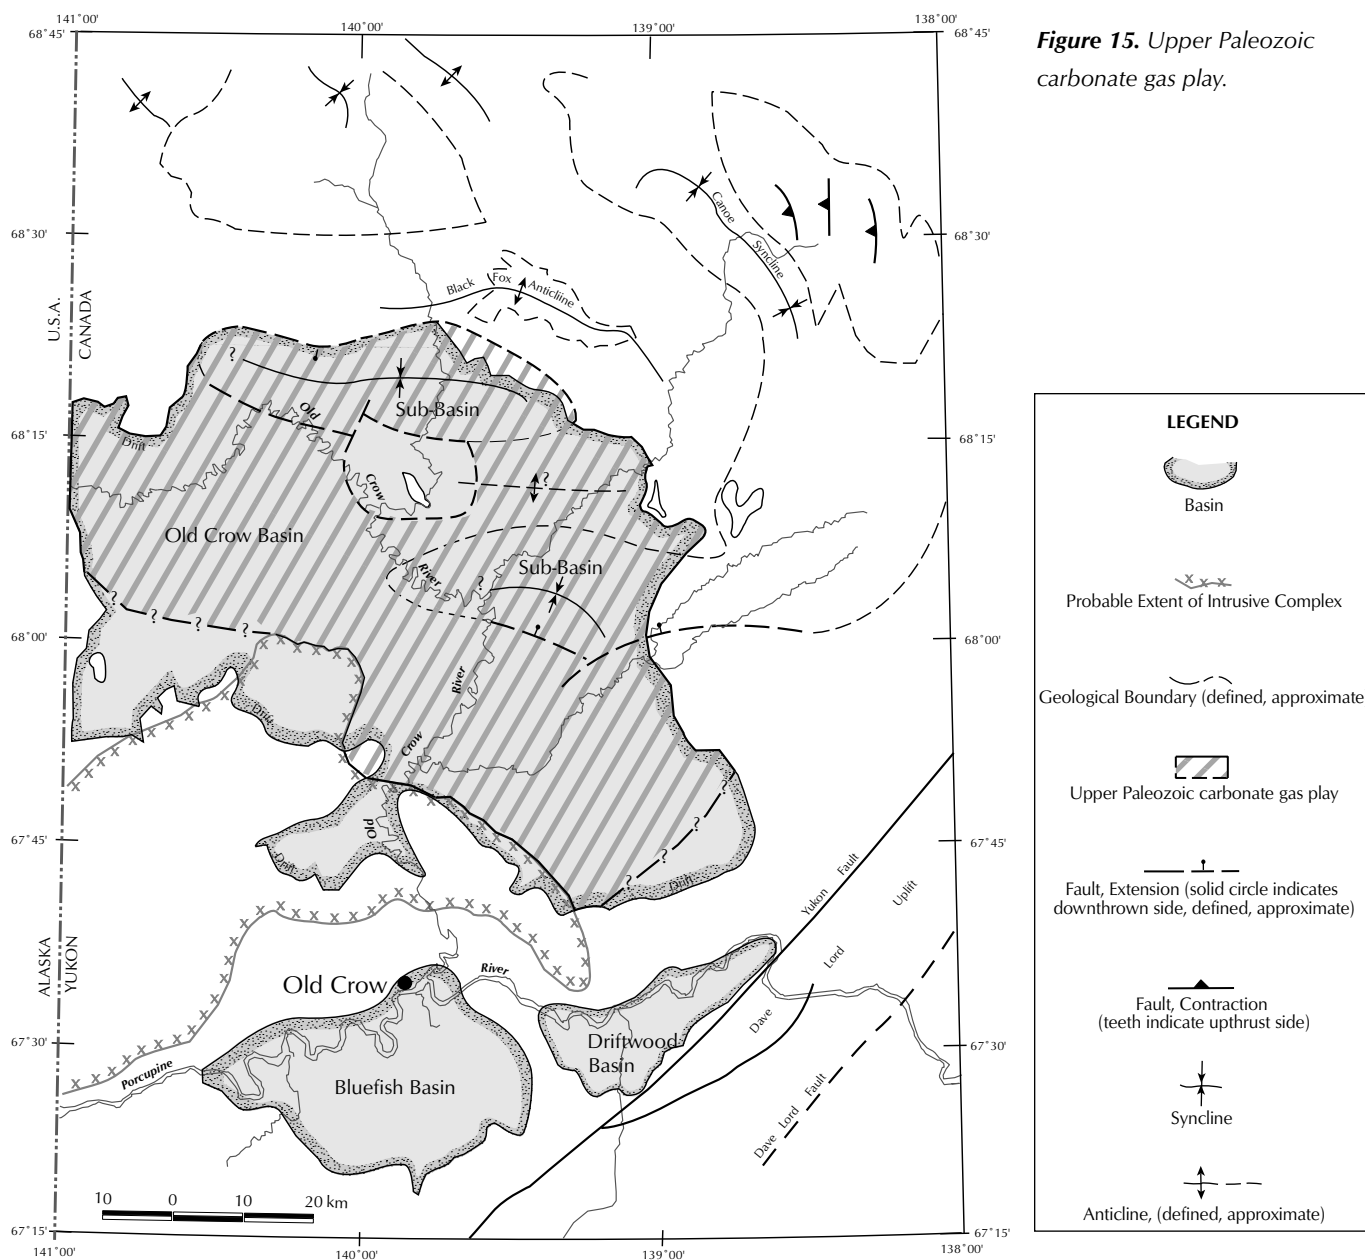 Figure 15. Upper Paleozoic
carbonate gas play.
141˚00'
140˚00'
139˚00'
138˚00'
68˚45'
68˚45'
68˚30'
68˚30'
Canoe
Syncline
Black Fox Anticliine
U.S.A.
CANADA
?
Old
Sub-Basin
68˚15'
68˚15'
Drift
?
Crow
Old Crow Basin
Sub-Basin
River
?
?
?
?
?
68˚00'
68˚00'
River
Drift
Crow
?
?
?
?
67˚45'
67˚45'
Old
Drift
Drift
Yukon Fault
Uplift
Lord
Dave
ALASKA
YUKON
Old Crow
River
Driftwood
Basin
67˚30'
67˚30'
Porcupine
Bluefish Basin
Dave Lord Fault
10 0 10 20 km
67˚15'
67˚15'
141˚00'
140˚00'
139˚00'
138˚00'
LEGEND
Basin
Probable Extent of Intrusive Complex
Geological Boundary (defined, approximate
Upper Paleozoic carbonate gas play
Fault, Extension (solid circle indicates
downthrown side, defined, approximate)
Fault, Contraction
(teeth indicate upthrust side)
Syncline
Anticline, (defined, approximate)